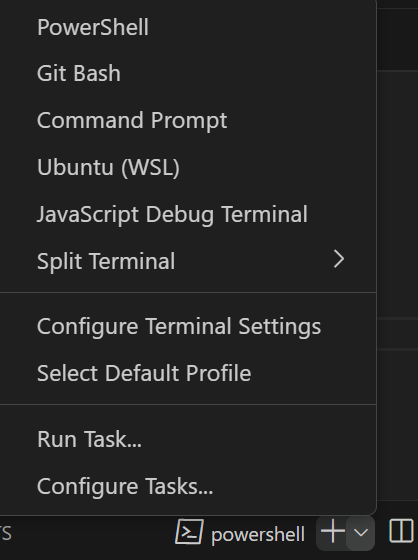 PowerShell
Git Bash
Command Prompt
Ubuntu (WSL)
JavaScript Debug Terminal
Split Terminal
Configure Terminal Settings
Select Default Profile
Run Task...
Configure Tasks...
TS powershell